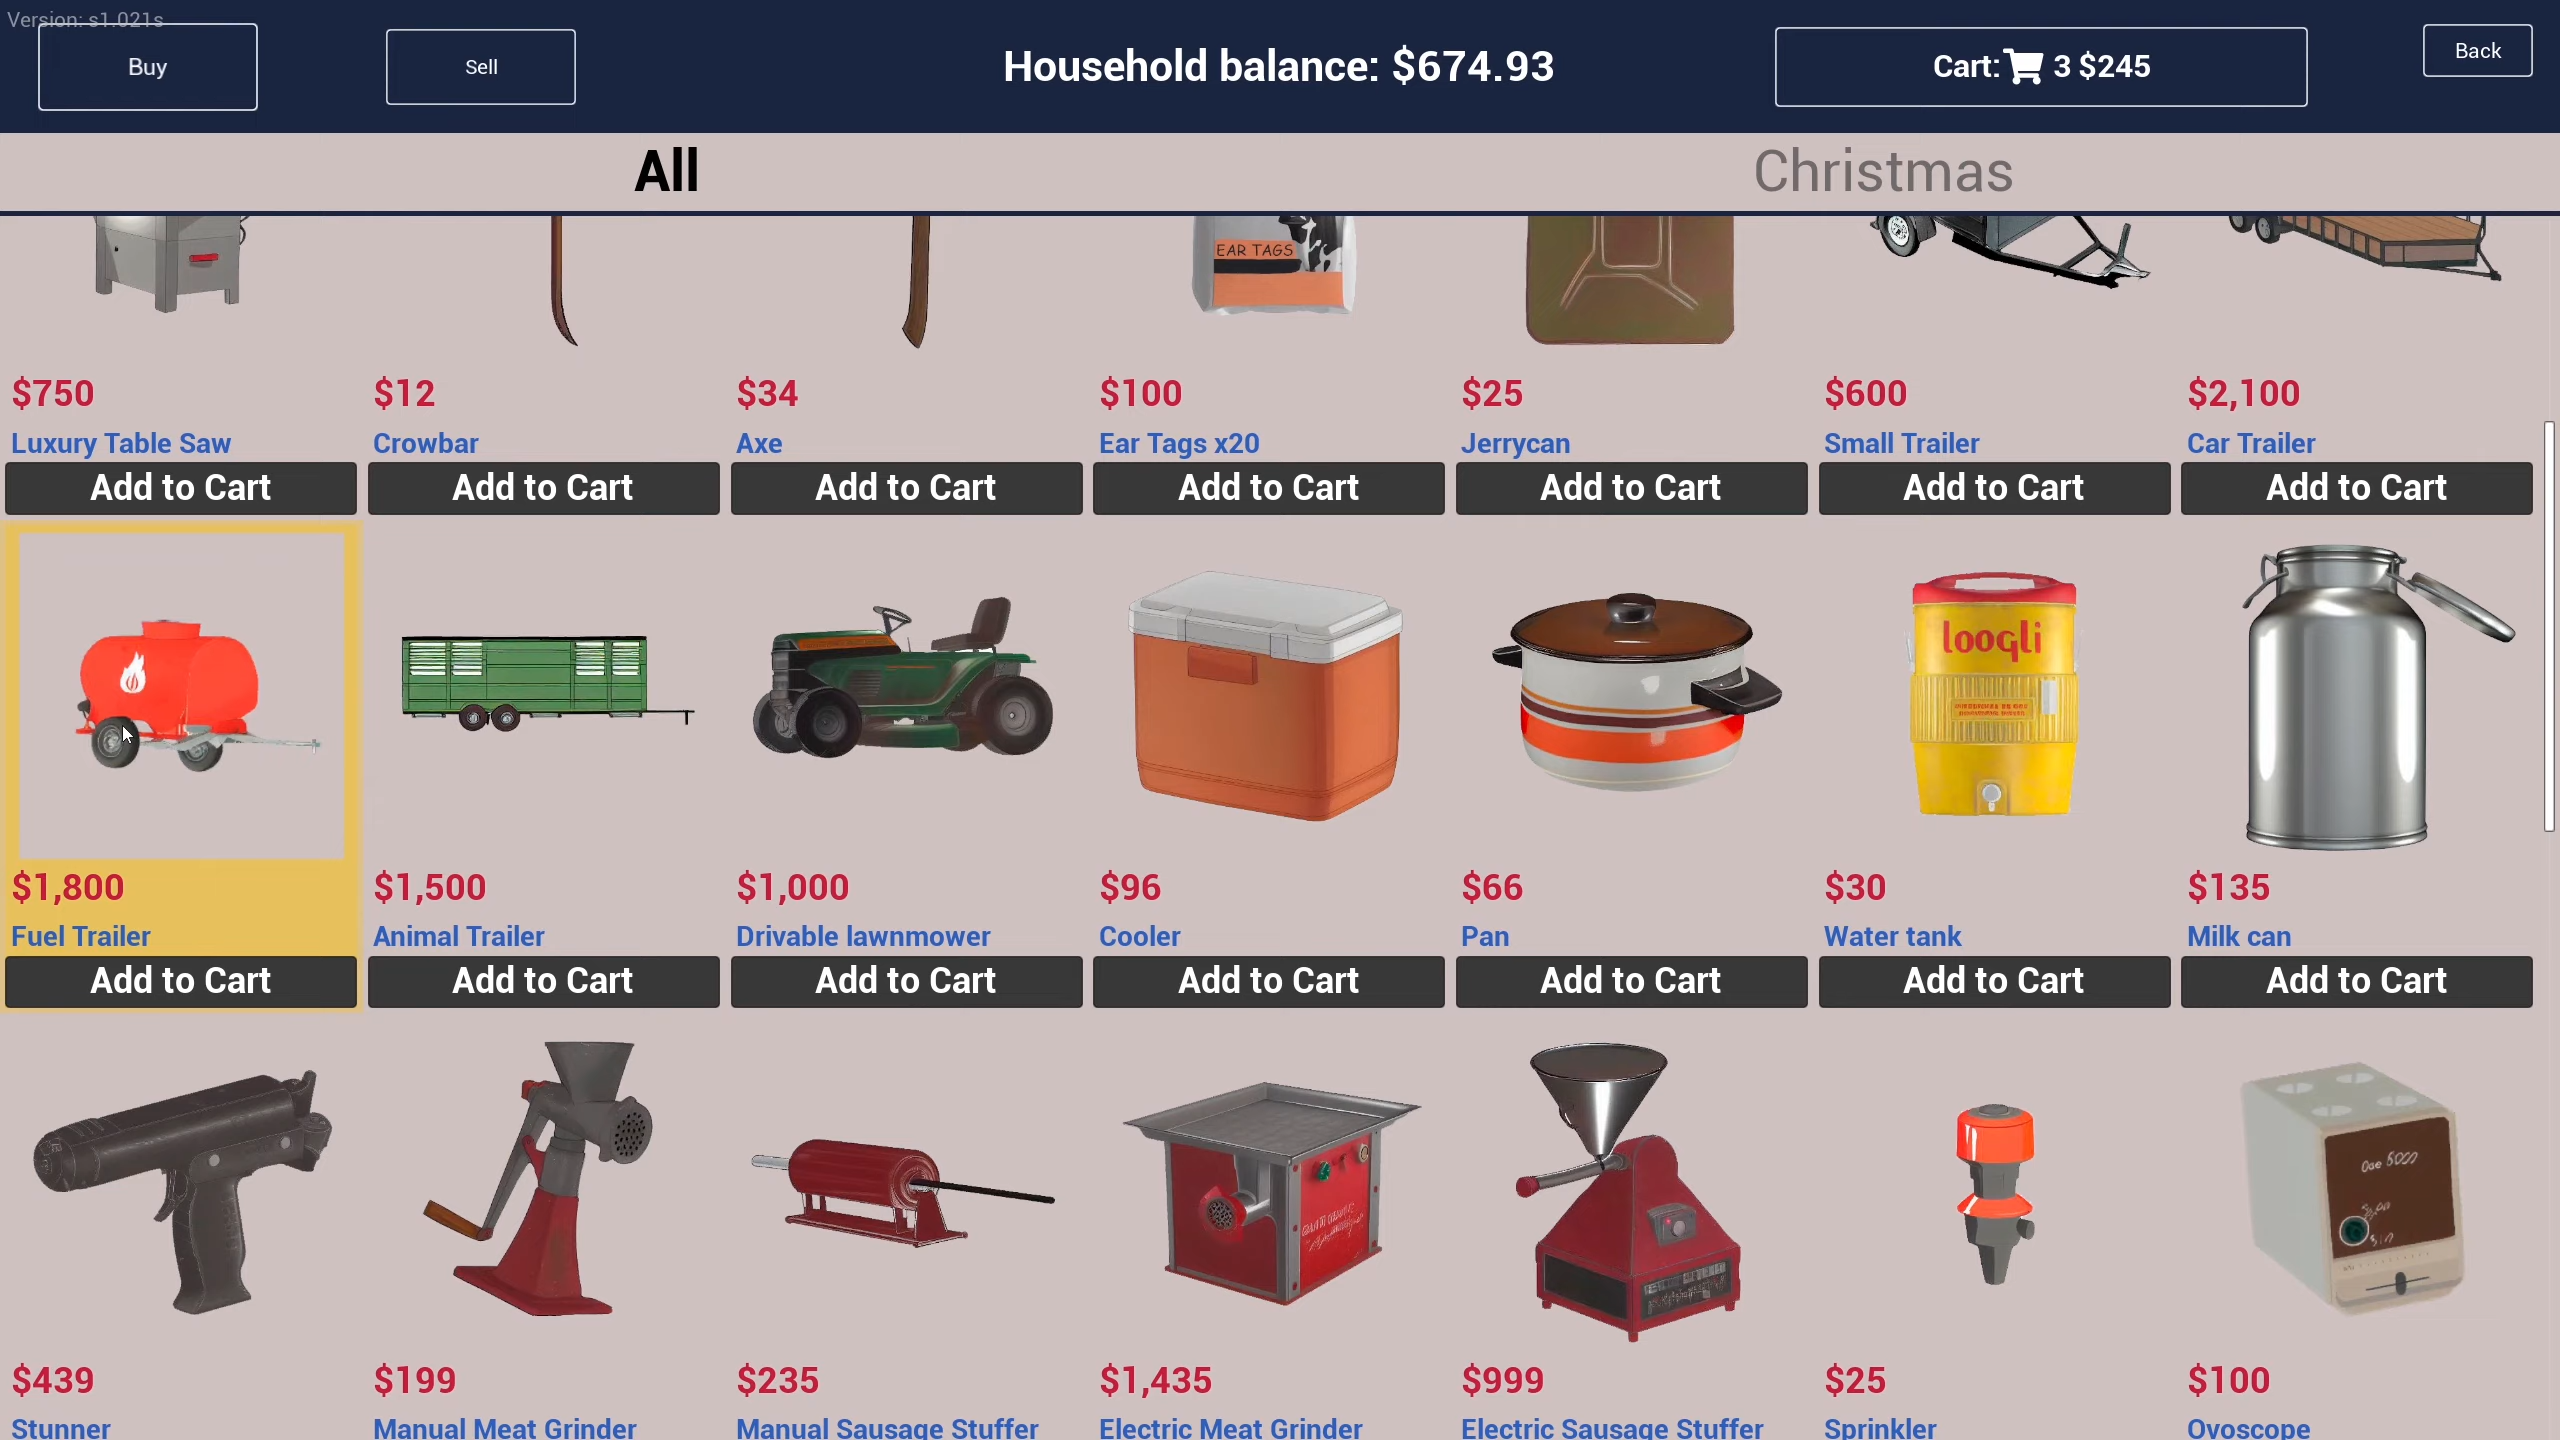 Version: s1.021s
Buy
Sell
Household balance: $674.93
Cart: 3 $245
Back
All
Christmas
EAR TAGS
$750
$12
$34
$100
$25
$600
$2,100
Luxury Table Saw
Crowbar
Axe
Ear Tags x20
Jerrycan
Small Trailer
Car Trailer
Add to Cart
Add to Cart
Add to Cart
Add to Cart
Add to Cart
Add to Cart
Add to Cart
loogli
$1,800
$1,500
$1,000
$96
$66
$30
$135
Fuel Trailer
Animal Trailer
Drivable lawnmower
Cooler
Pan
Water tank
Milk can
Add to Cart
Add to Cart
Add to Cart
Add to Cart
Add to Cart
Add to Cart
Add to Cart
$439
$199
$235
$1,435
$999
$25
$100
Stunner
Manual Meat Grinder
Manual Sausage Stuffer
Electric Meat Grinder
Electric Sausage Stuffer
Sprinkler
Ovoscope